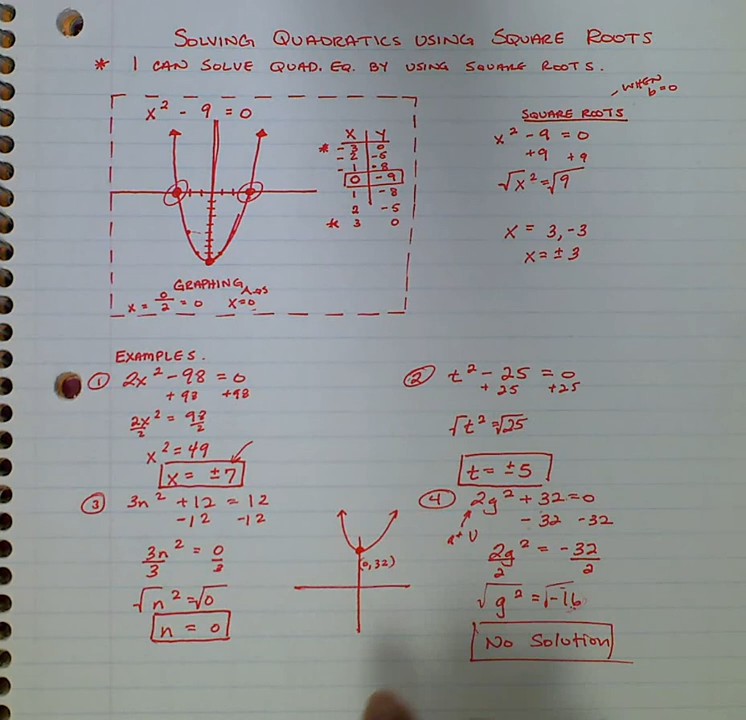 SOLVING QUADRATICS USING SQUARE ROOTS
* I CAN SOLVE QUAD. EQ. BY USING SQUARE ROOTS.
x² - 9 = 0
X | Y
* -3 | 0
-2 | -5
-1 | -8
0 | -9
1 | -8
2 | -5
* 3 | 0
GRAPHING
x = 0/2 = 0 x=0
WHEN b=0
SQUARE ROOTS
x² - 9 = 0
+9 +9
√x² = √9
x = 3, -3
x = ±3
EXAMPLES.
① 2x² - 98 = 0
+98 +98
2x²/2 = 98/2
x² = 49
x = ±7
② t² - 25 = 0
+25 +25
√t² = √25
t = ±5
③ 3n² + 12 = 12
-12 -12
3n²/3 = 0/3
√n² = √0
n = 0
(0,32)
④ 2g² + 32 = 0
-32 -32
2g²/2 = -32/2
√g² = √-16
No Solution